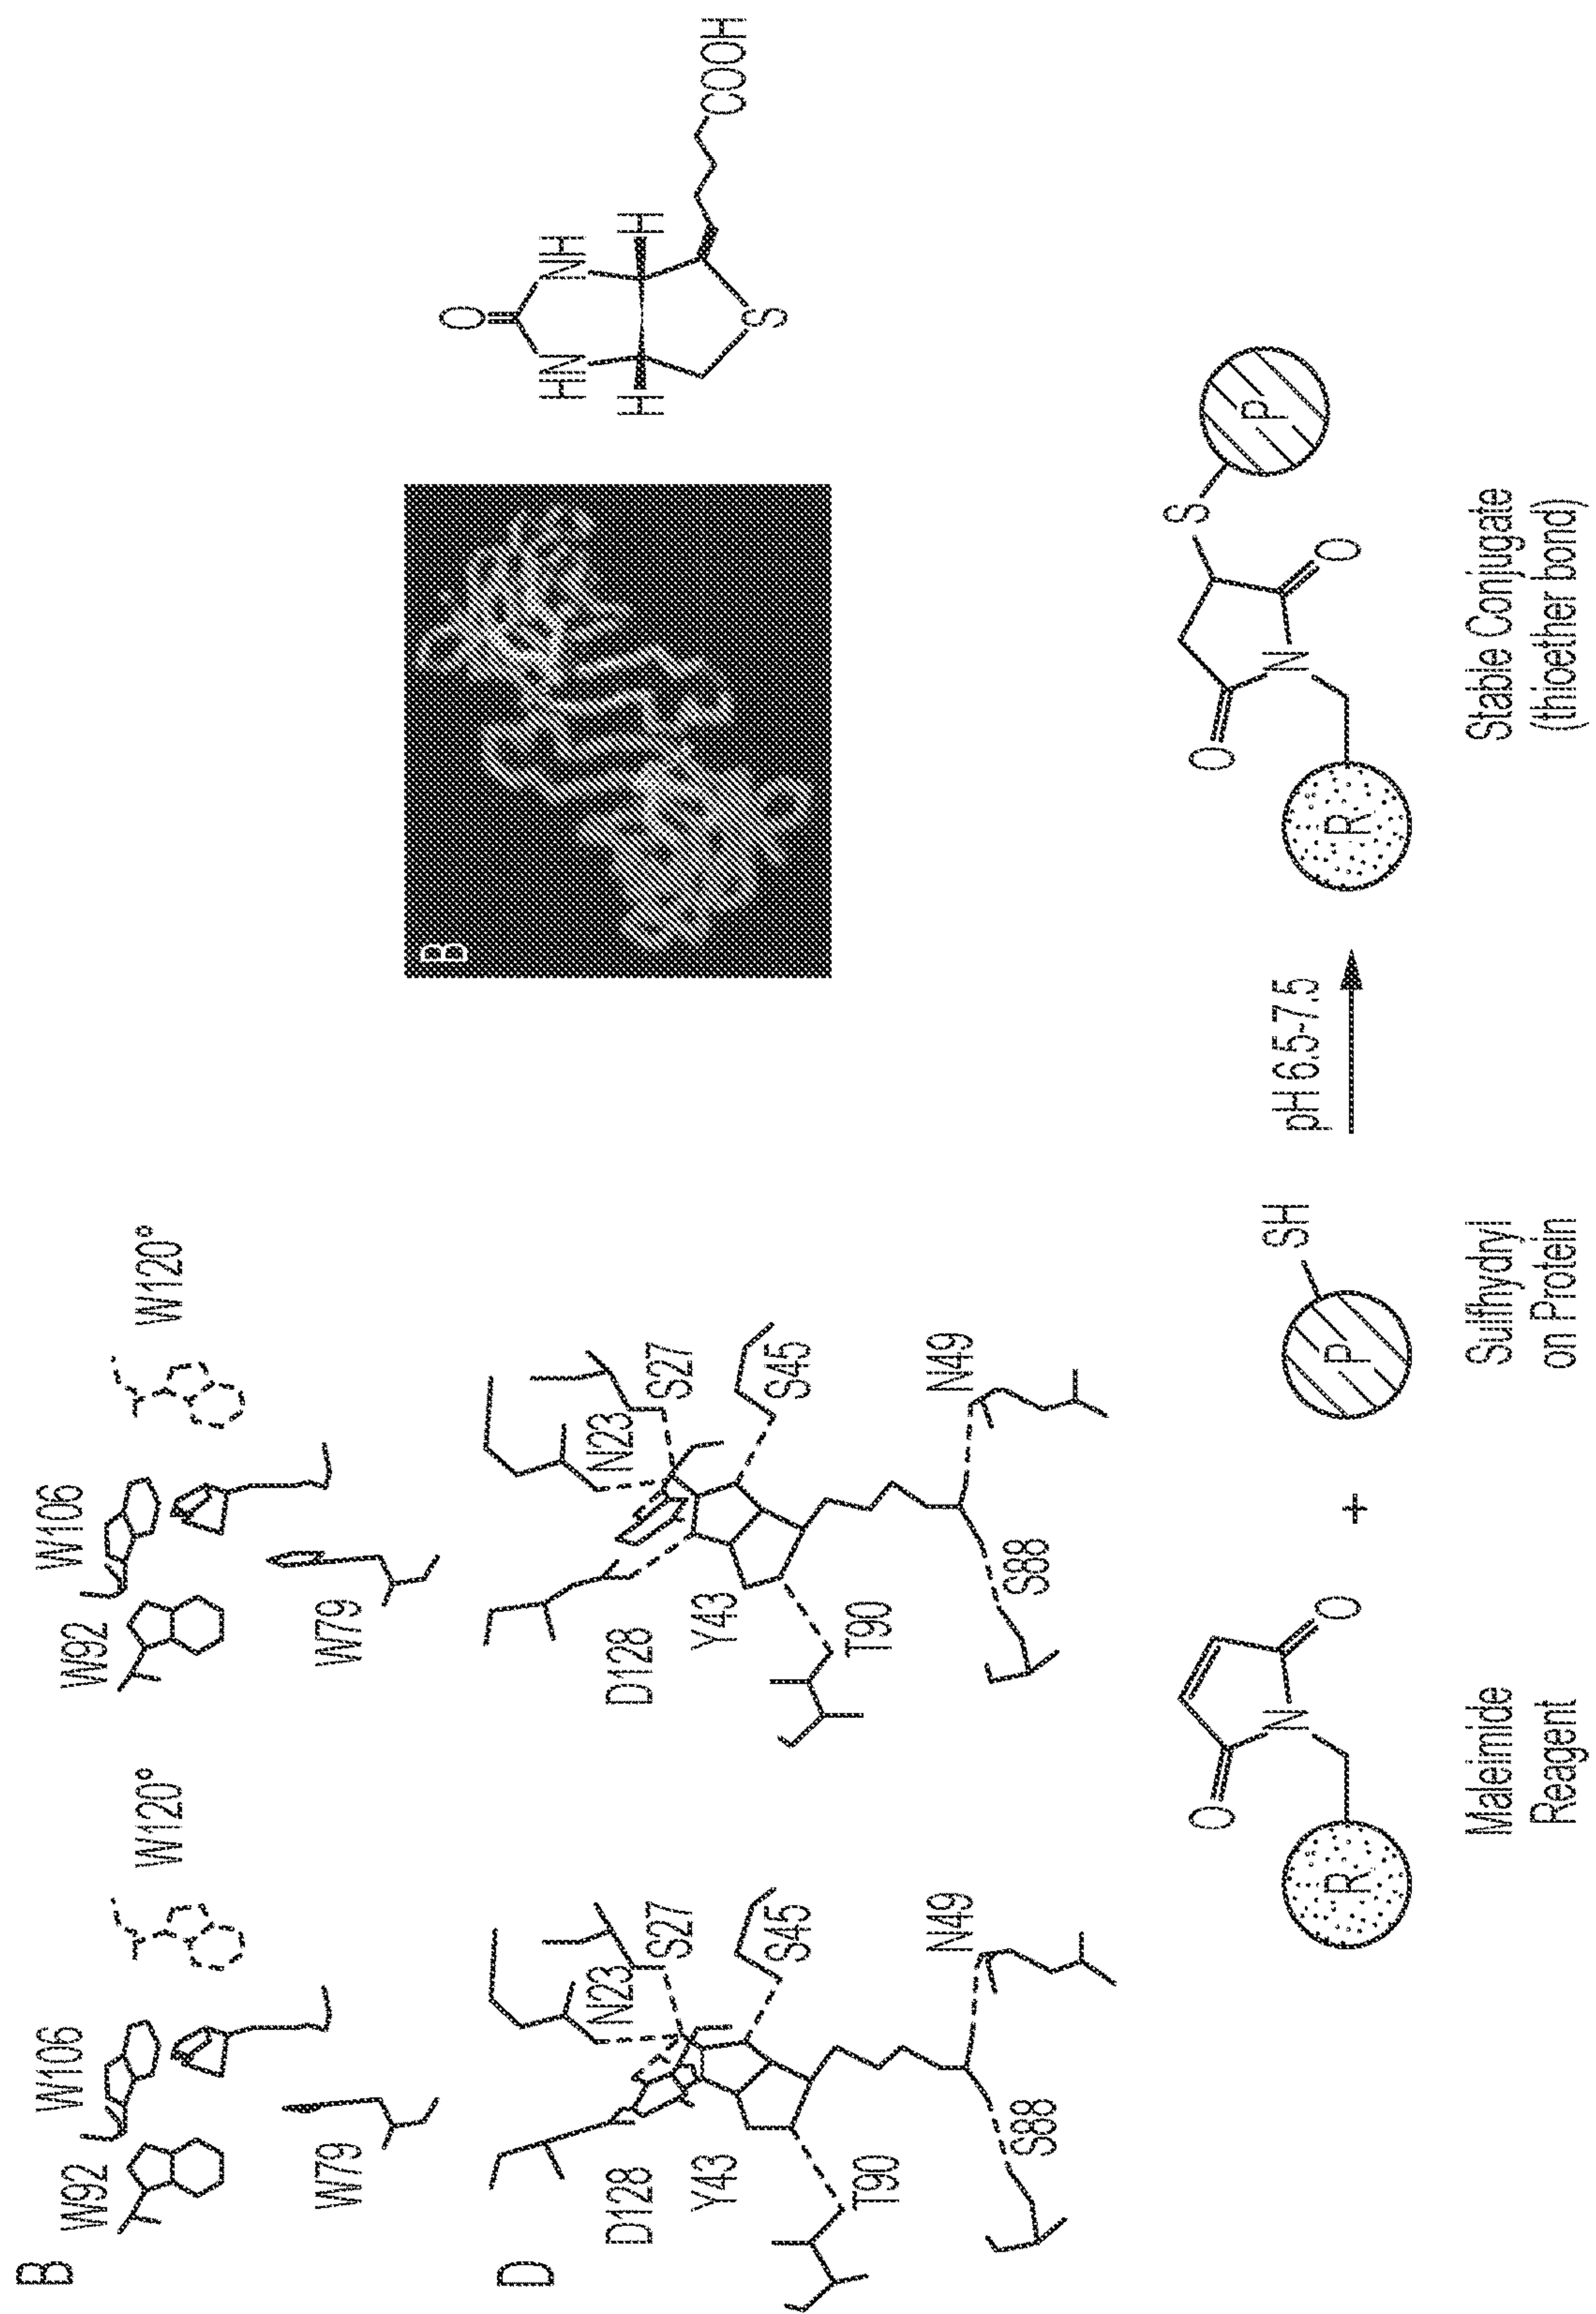 B
W92
W106
W120°
W79
W92
W106
W120°
W79
D
D128
N23
S27
Y43
S45
T90
S88
N49
D128
N23
S27
Y43
S45
T90
S88
N49
B
O
HN
NH
H
H
S
COOH
R
O
N
O
Maleimide
Reagent
+
P
SH
Sulfhydryl
on Protein
pH 6.5-7.5
R
O
N
O
S
P
Stable Conjugate
(thioether bond)